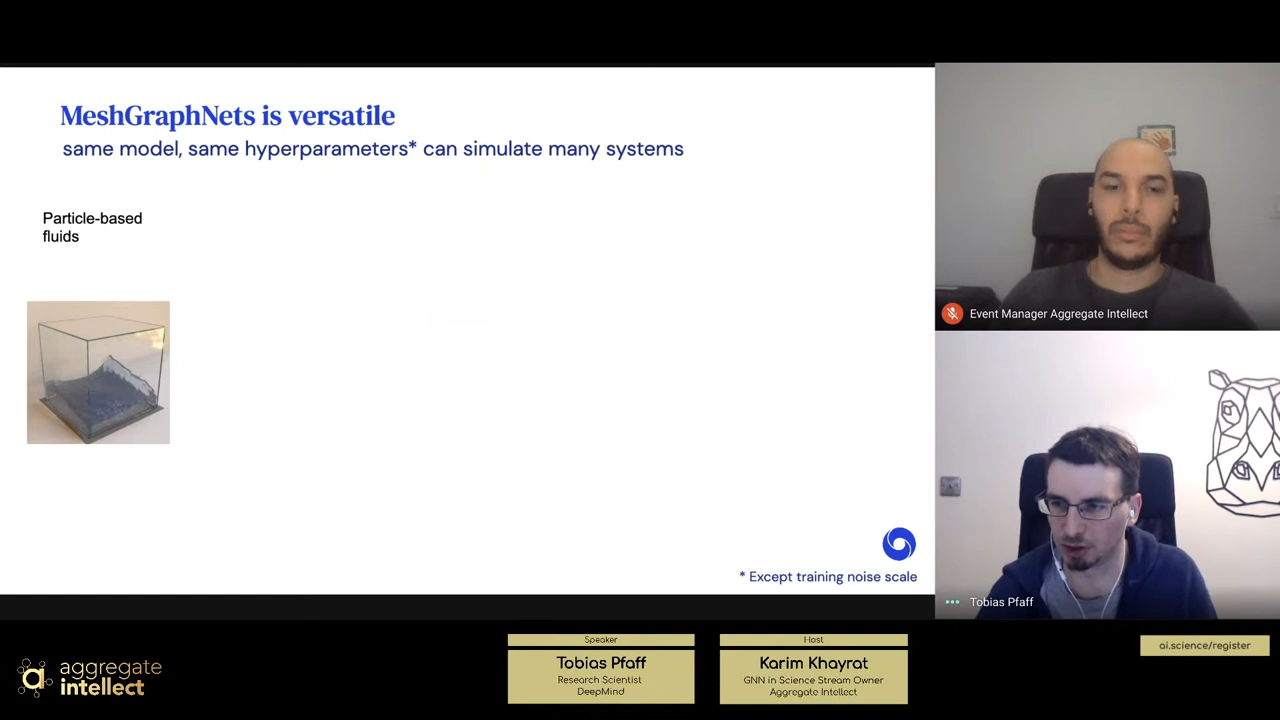 MeshGraphNets is versatile
same model, same hyperparameters* can simulate many systems
Particle-based
fluids
* Except training noise scale
Event Manager Aggregate Intellect
Tobias Pfaff
aggregate
intellect
Speaker
Tobias Pfaff
Research Scientist
DeepMind
Host
Karim Khayrat
GNN in Science Stream Owner
Aggregate Intellect
ai.science/register